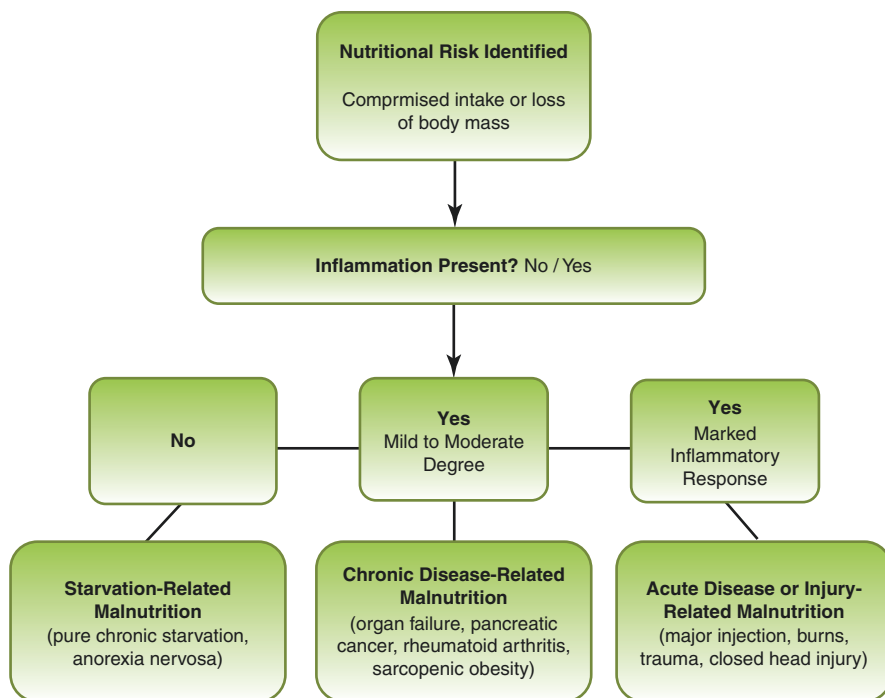 Nutritional Risk Identified
Comprmised intake or loss
of body mass
Inflammation Present? No / Yes
No
Yes
Mild to Moderate
Degree
Yes
Marked
Inflammatory
Response
Starvation-Related
Malnutrition
(pure chronic starvation,
anorexia nervosa)
Chronic Disease-Related
Malnutrition
(organ failure, pancreatic
cancer, rheumatoid arthritis,
sarcopenic obesity)
Acute Disease or Injury-
Related Malnutrition
(major injection, burns,
trauma, closed head injury)